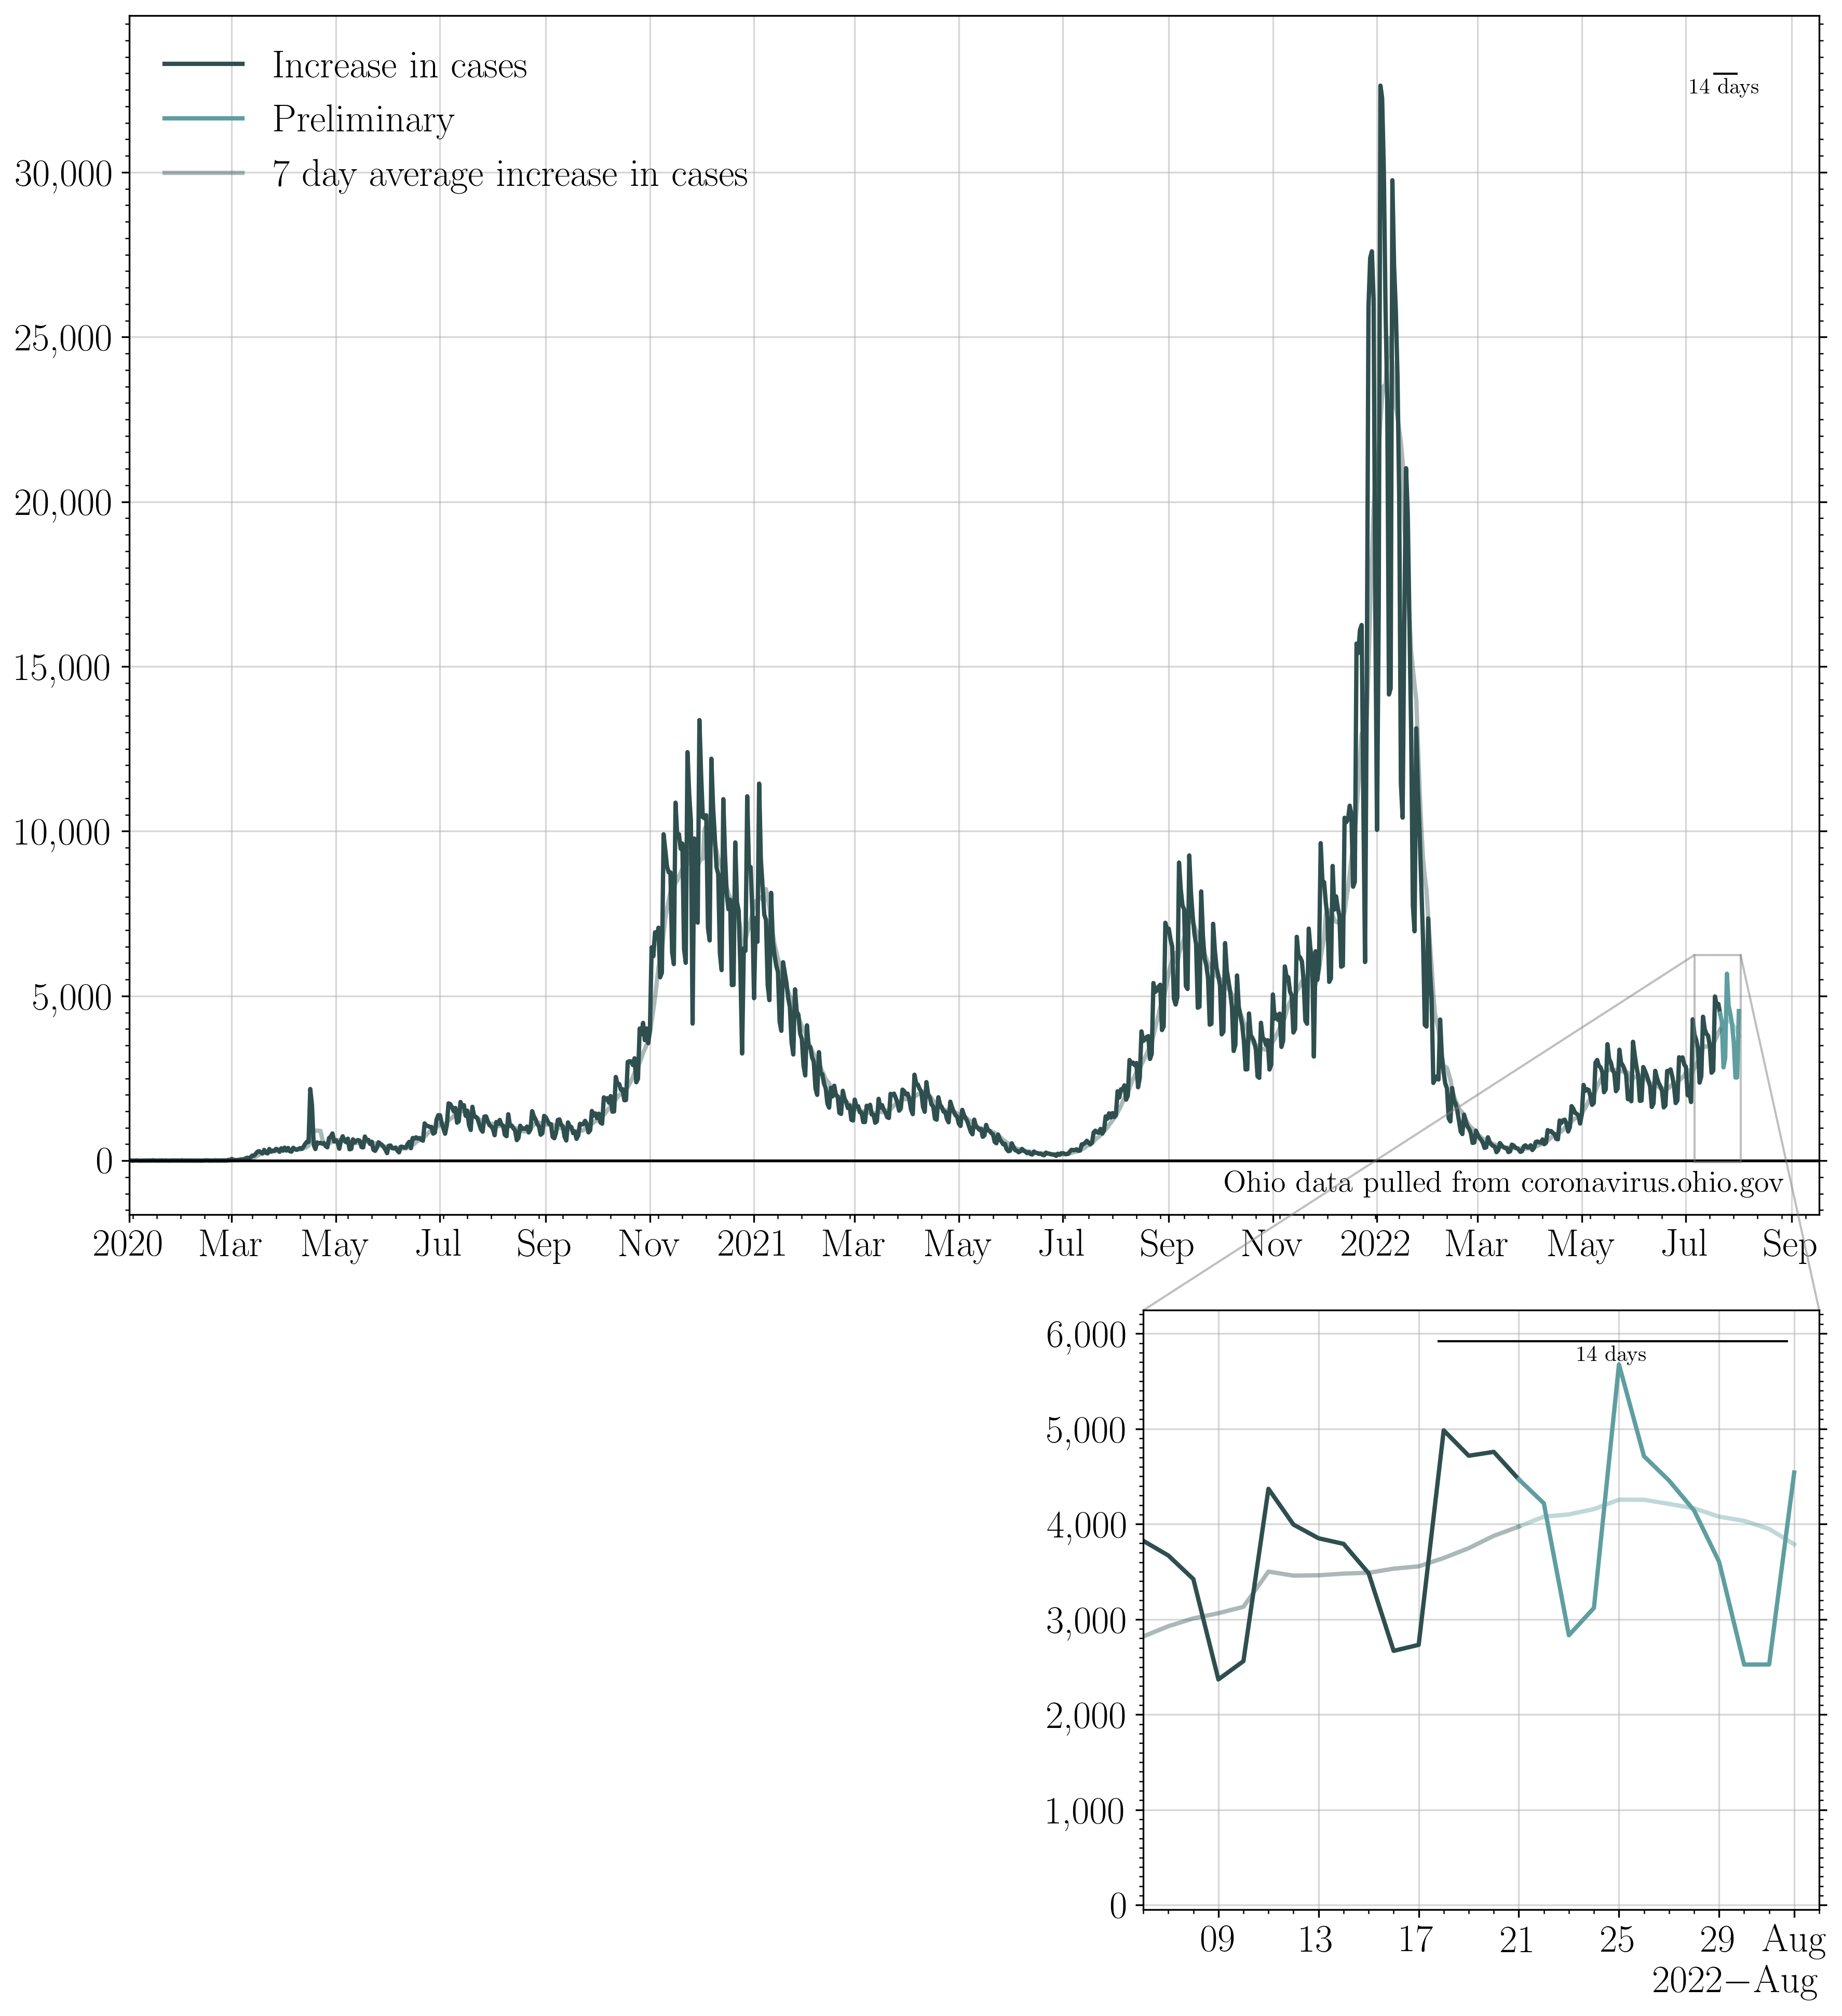 Increase in cases
Preliminary
7 day average increase in cases
14 days
30,000
25,000
20,000
15,000
10,000
5,000
0
Ohio data pulled from coronavirus.ohio.gov
2020 Mar May Jul Sep Nov 2021 Mar May Jul Sep Nov 2022 Mar May Jul Sep
6,000
14 days
5,000
4,000
3,000
2,000
1,000
0
09 13 17 21 25 29 Aug
2022−Aug